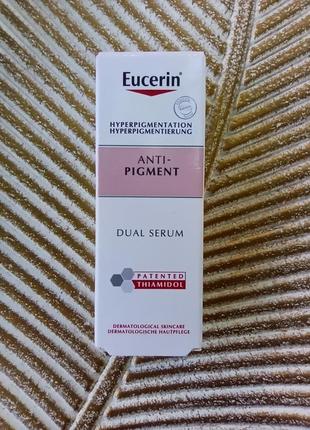 Eucerin®
HYPERPIGMENTATION
HYPERPIGMENTIERUNG
ANTI-
PIGMENT
DUAL SERUM
PATENTED
THIAMIDOL
DERMATOLOGICAL SKINCARE
DERMATOLOGISCHE HAUTPFLEGE